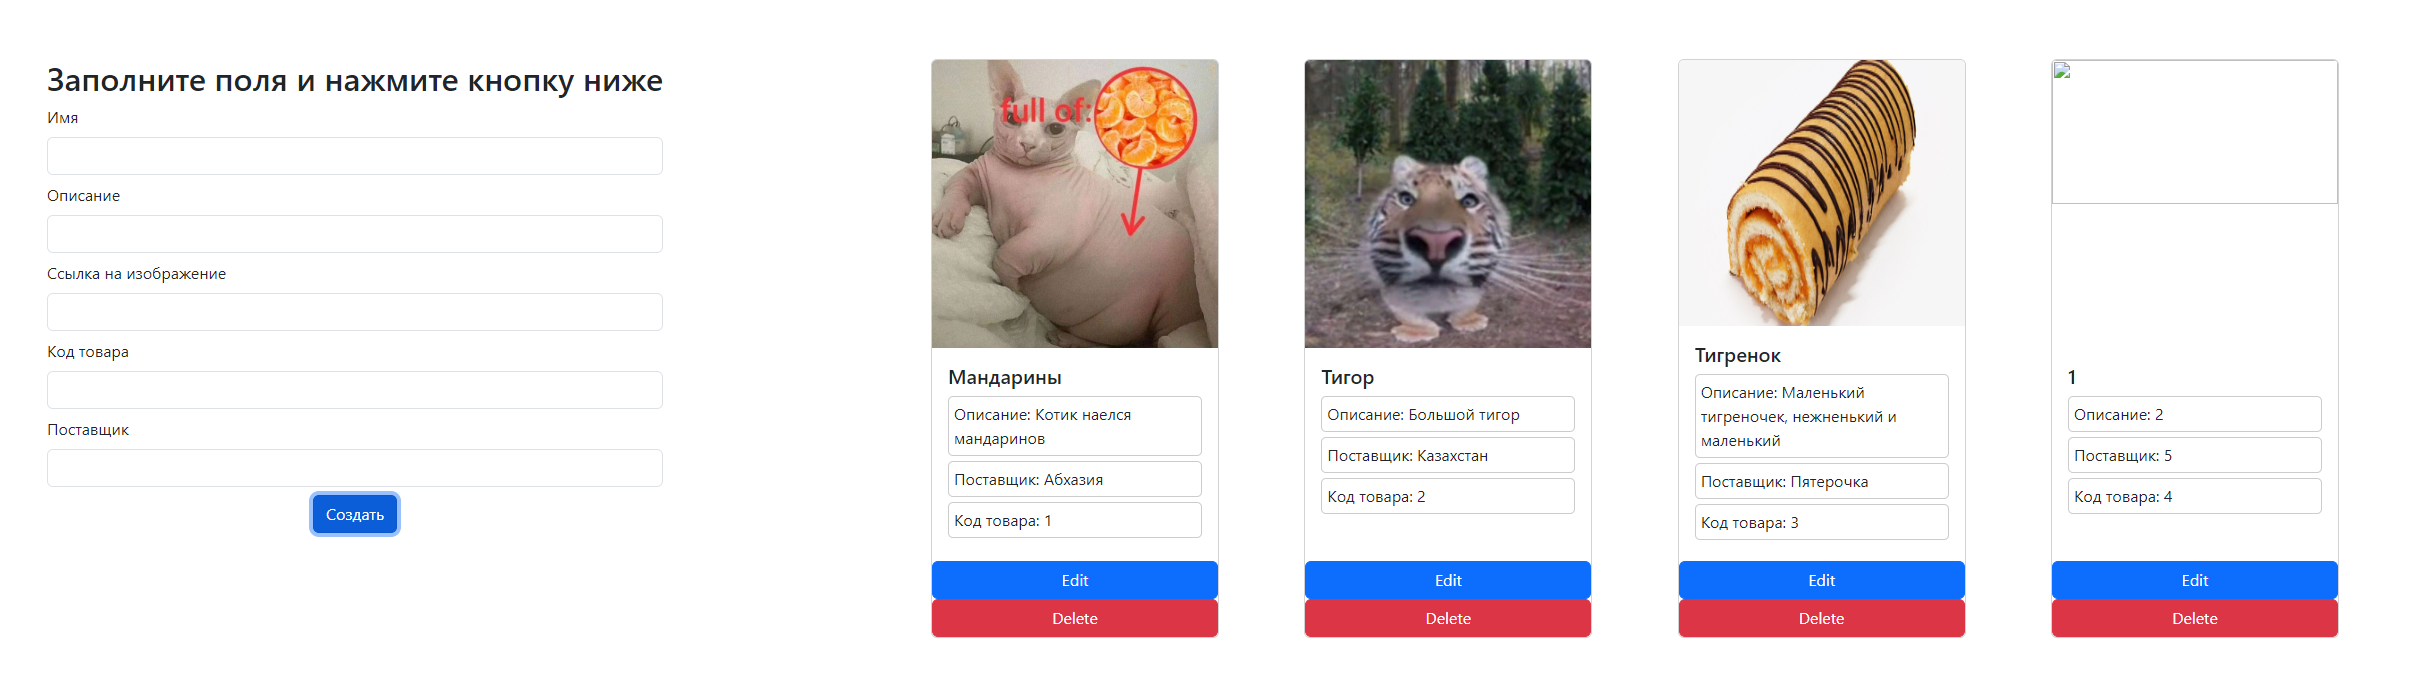 Заполните поля и нажмите кнопку ниже
Имя
Описание
Ссылка на изображение
Код товара
Поставщик
Создать
full of:
Мандарины
Описание: Котик наелся
мандаринов
Поставщик: Абхазия
Код товара: 1
Edit
Delete
Тигор
Описание: Большой тигор
Поставщик: Казахстан
Код товара: 2
Edit
Delete
Тигренок
Описание: Маленький
тигреночек, нежненький и
маленький
Поставщик: Пятерочка
Код товара: 3
Edit
Delete
1
Описание: 2
Поставщик: 5
Код товара: 4
Edit
Delete